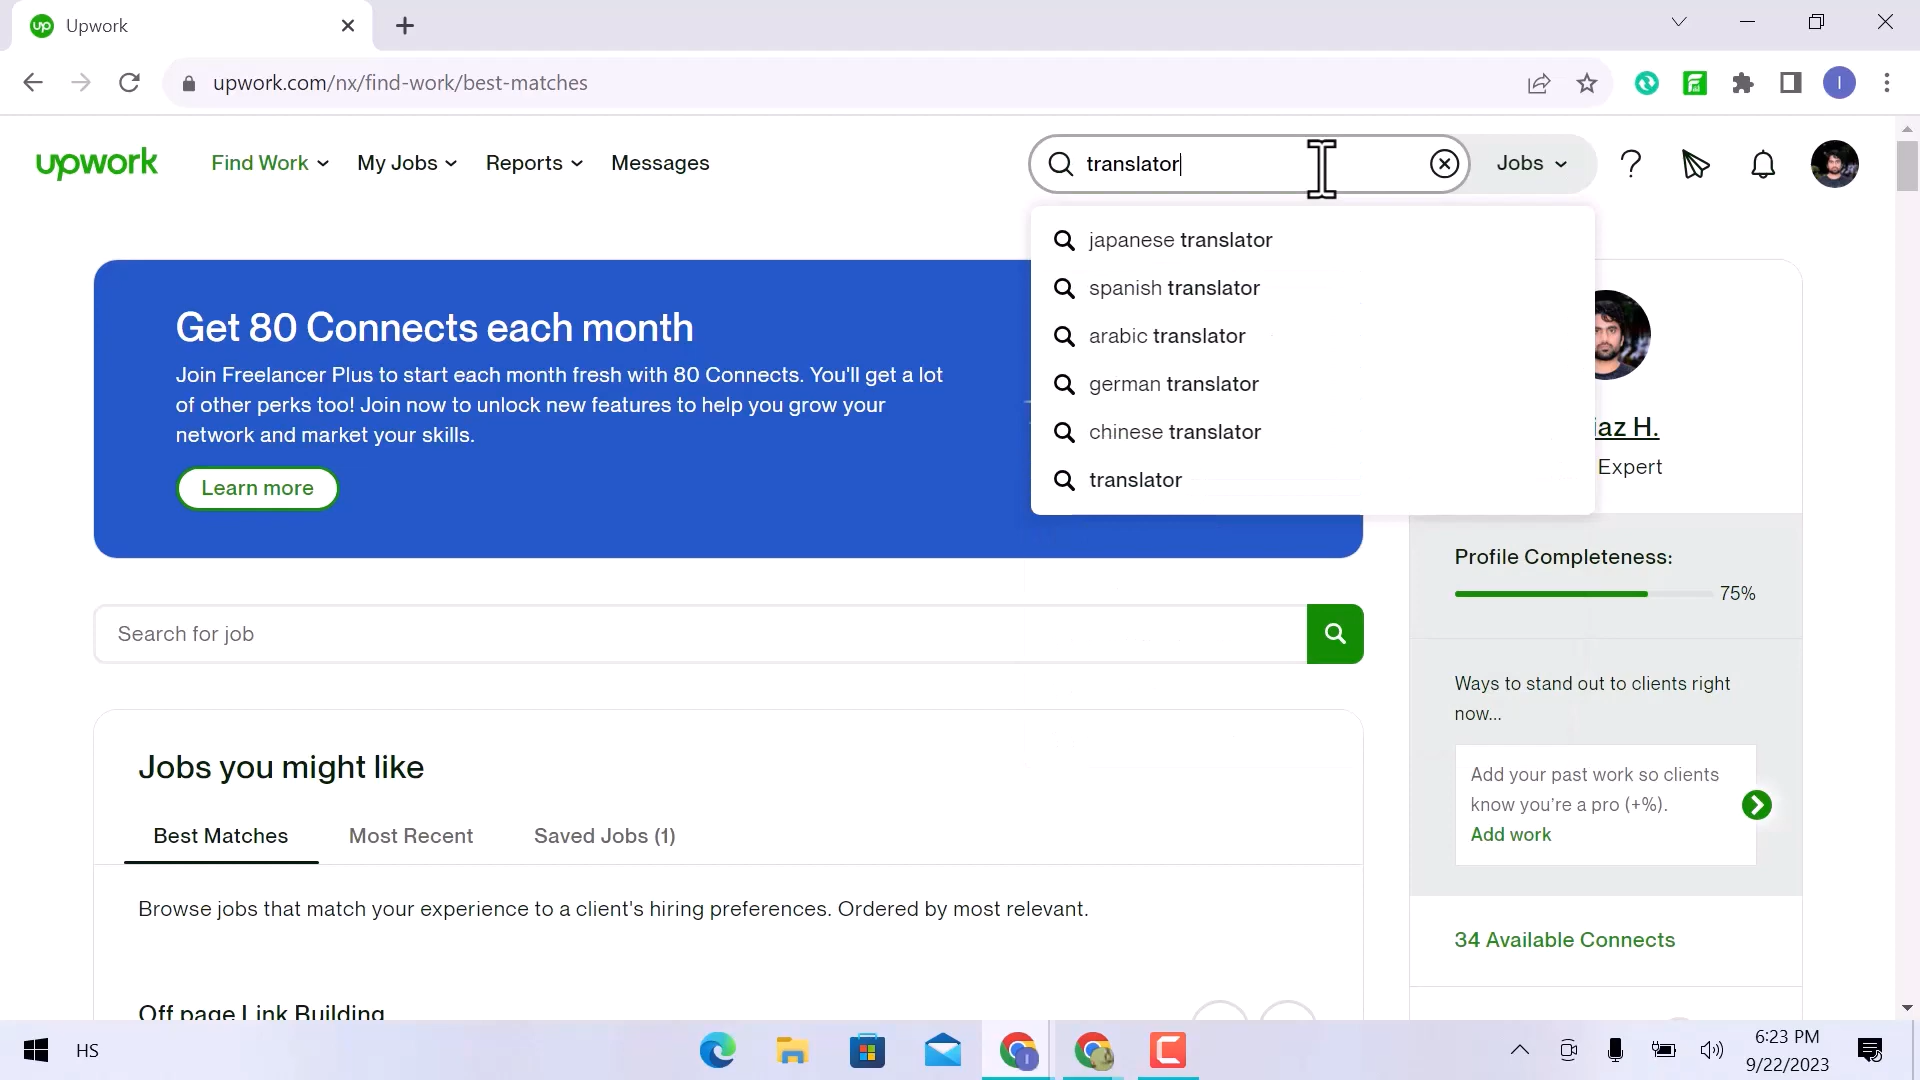 Upwork
upwork.com/nx/find-work/best-matches
I
upwork
Find Work
My Jobs
Reports
Messages
translator
Jobs
japanese translator
spanish translator
arabic translator
german translator
chinese translator
translator
Get 80 Connects each month
Join Freelancer Plus to start each month fresh with 80 Connects. You'll get a lot
of other perks too! Join now to unlock new features to help you grow your
network and market your skills.
Learn more
iaz H.
Expert
Profile Completeness:
75%
Search for job
Ways to stand out to clients right
now...
Add your past work so clients
know you're a pro (+%).
Add work
Jobs you might like
Best Matches
Most Recent
Saved Jobs (1)
Browse jobs that match your experience to a client's hiring preferences. Ordered by most relevant.
34 Available Connects
Off page Link Building
HS
6:23 PM
9/22/2023